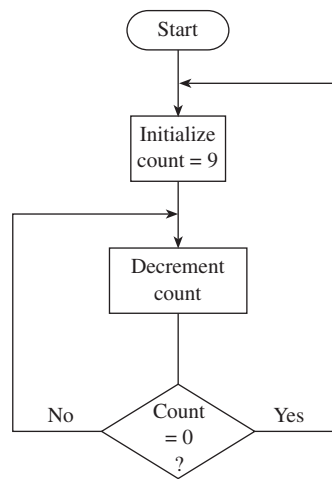 Start
Initialize
count = 9
Decrement
count
No
Count
= 0
?
Yes